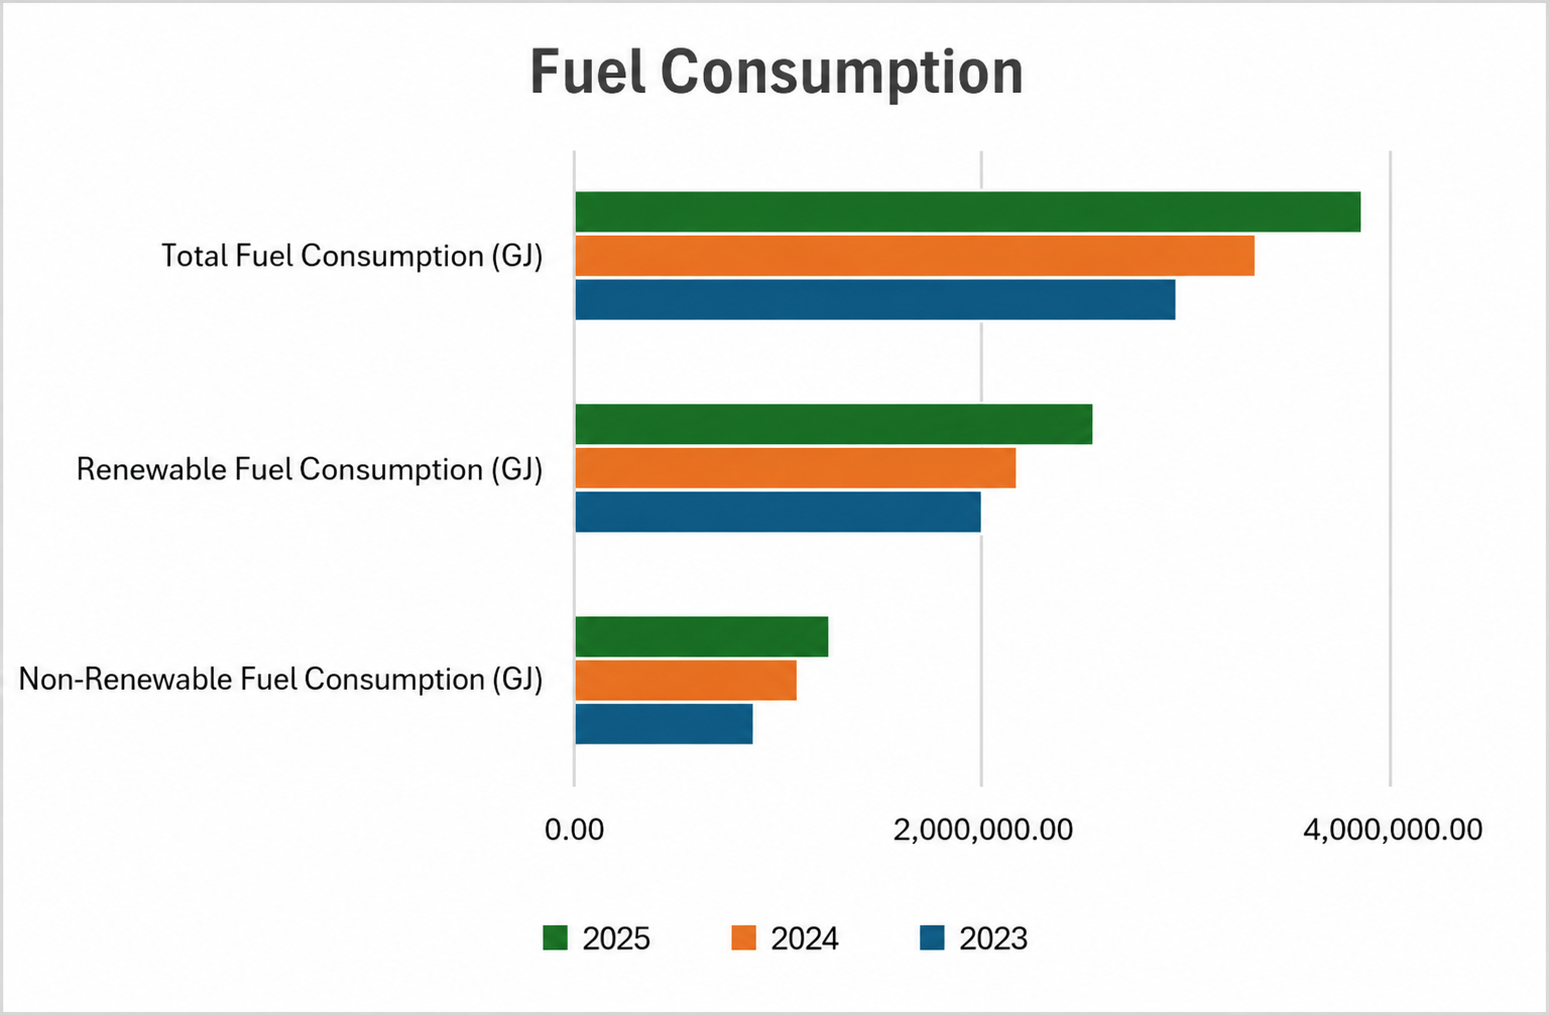 Fuel Consumption
Total Fuel Consumption (GJ)
Renewable Fuel Consumption (GJ)
Non-Renewable Fuel Consumption (GJ)
0.00 2,000,000.00 4,000,000.00
2025 2024 2023